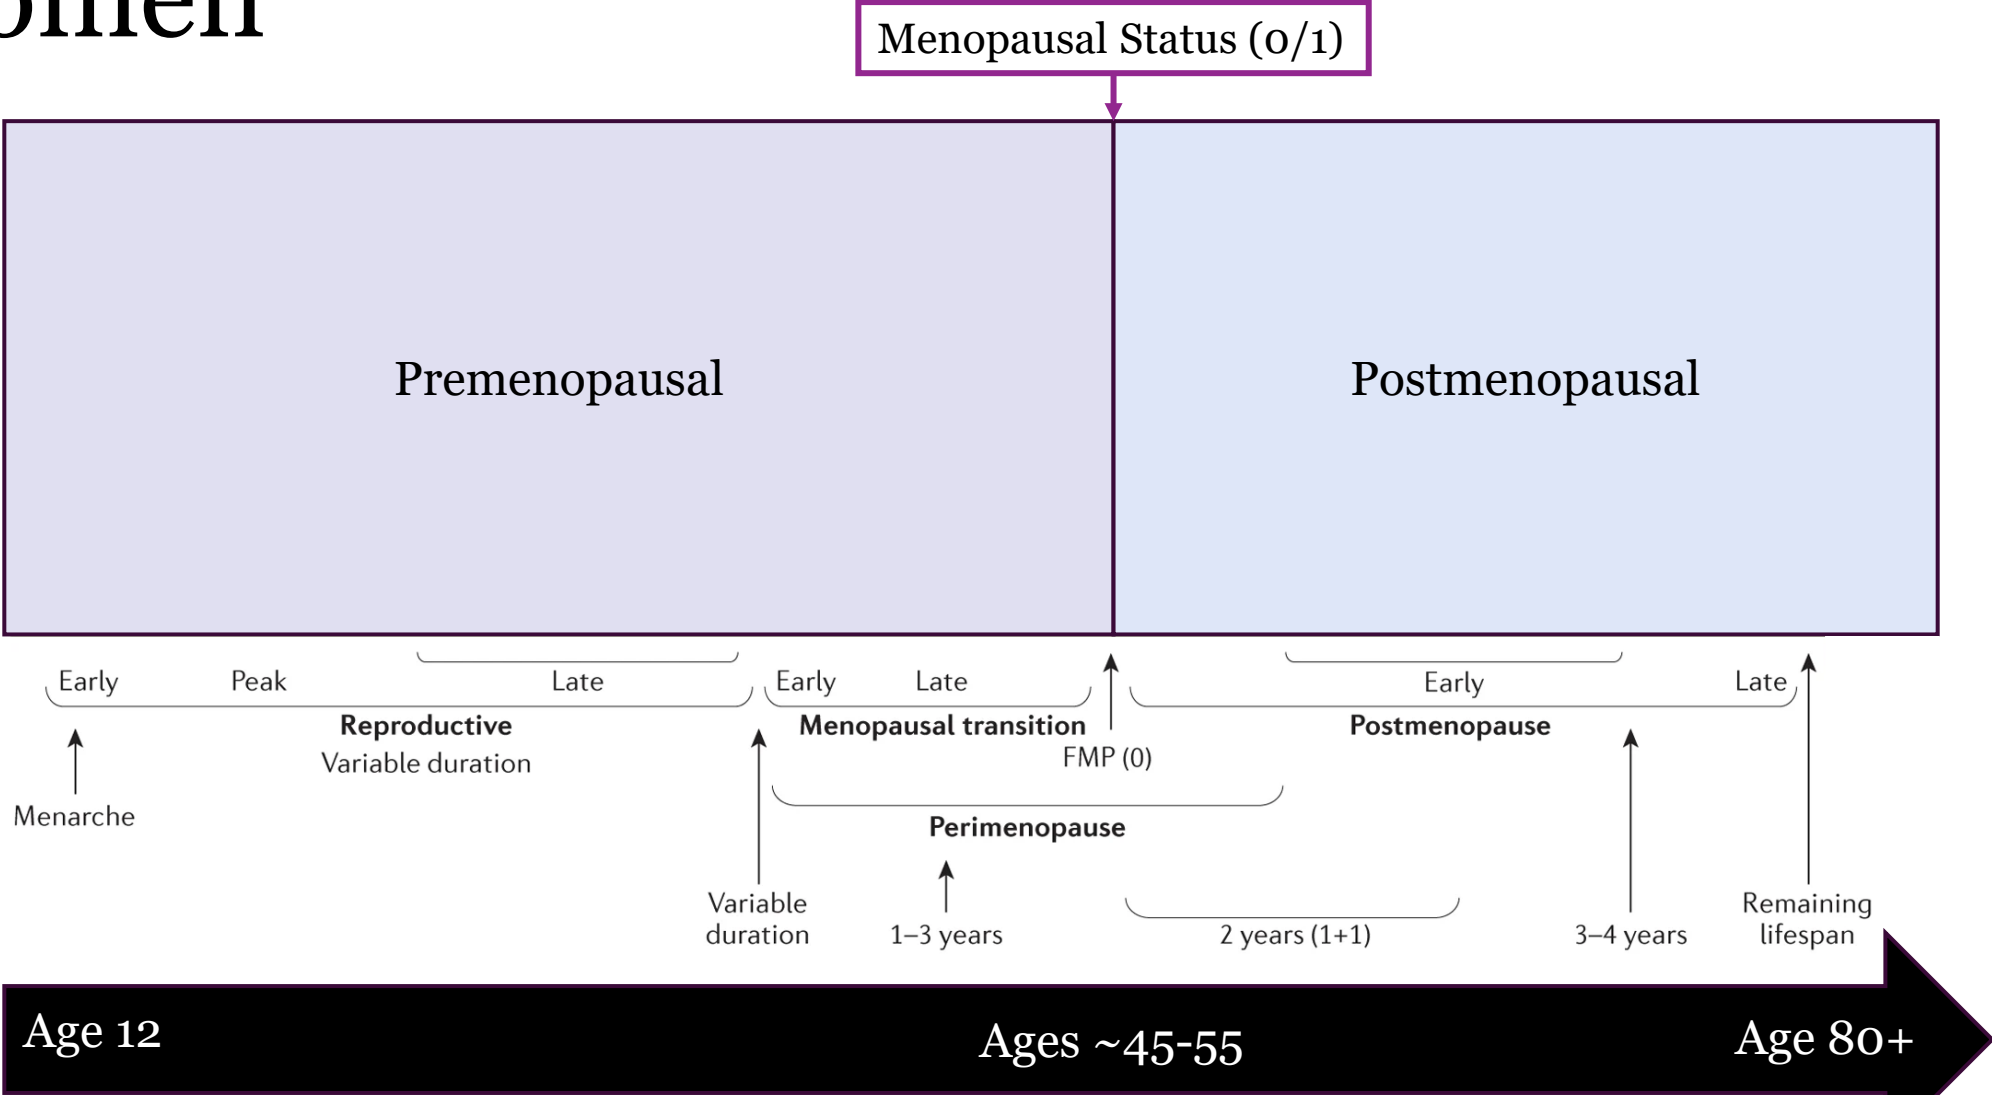 Menopausal Status (0/1)
Premenopausal
Postmenopausal
Early Peak Late Early Late Early Late
Reproductive Menopausal transition Postmenopause
Variable duration FMP (0)
Menarche
Perimenopause
Variable
duration
1–3 years
2 years (1+1)
3–4 years
Remaining
lifespan
Age 12 Ages ~45-55 Age 80+